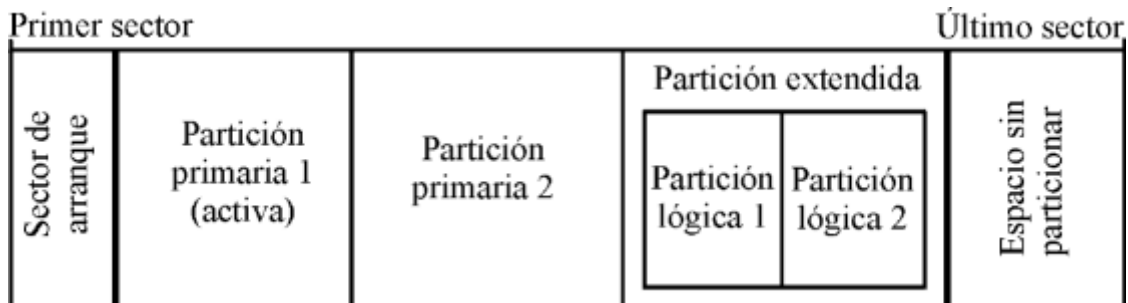 Primer sector
Último sector
Sector de
arranque
Partición
primaria 1
(activa)
Partición
primaria 2
Partición extendida
Partición
lógica 1
Partición
lógica 2
Espacio sin
particionar